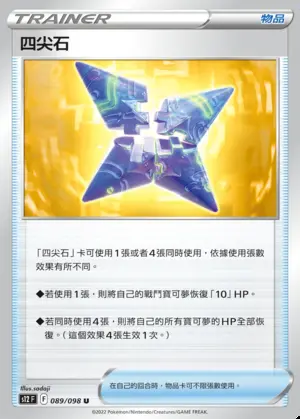 TRAINER 物品
四尖石
「四尖石」卡可使用1張或者4張同時使用，依據使用張數
效果有所不同。
◆若使用1張，則將自己的戰鬥寶可夢恢復「10」HP。
◆若同時使用4張，則將自己的所有寶可夢的HP全部恢
復。（這個效果4張生效1次。）
Illus.sadaji
S12 F F 089/098 U
在自己的回合時，物品卡可不限張數使用。
©2022 Pokémon/Nintendo/Creatures/GAME FREAK.